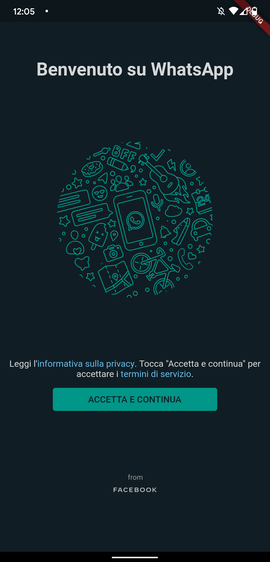 12:05
DEBUG
Benvenuto su WhatsApp
Leggi l'informativa sulla privacy. Tocca "Accetta e continua" per
accettare i termini di servizio.
ACCETTA E CONTINUA
from
FACEBOOK